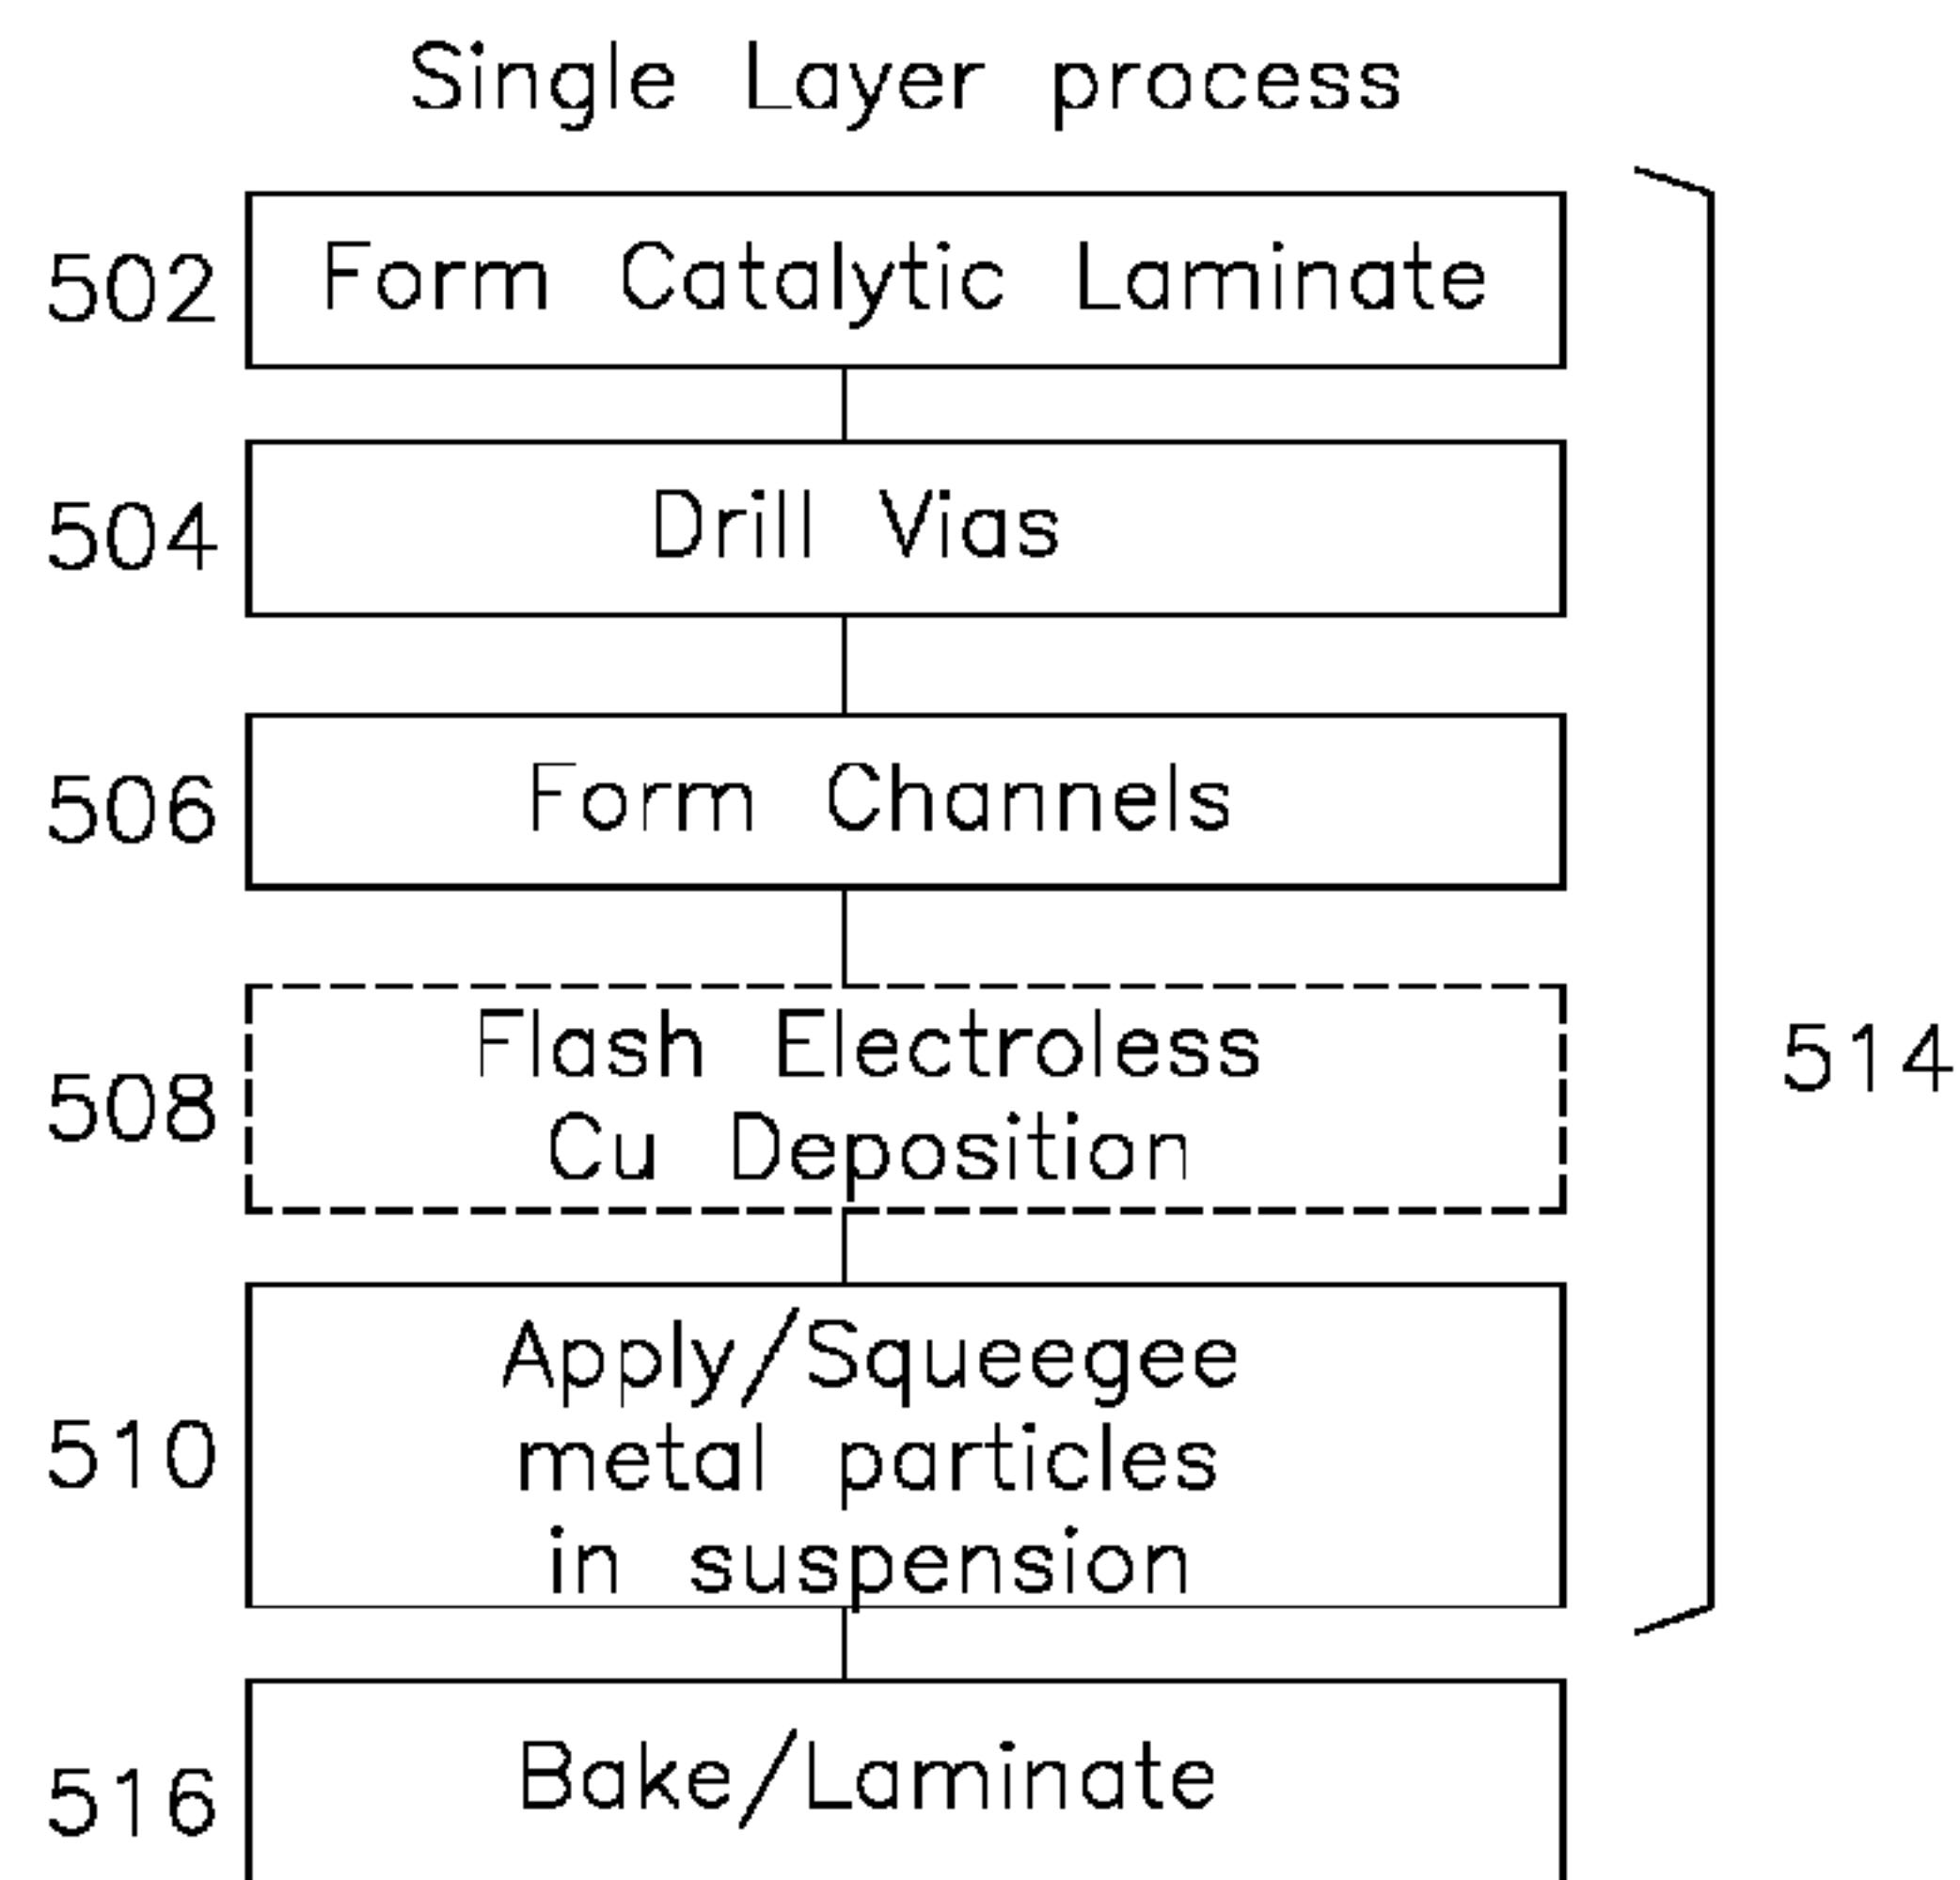 Single Layer process
502
Form Catalytic Laminate
504
Drill Vias
506
Form Channels
508
Flash Electroless
Cu Deposition
514
510
Apply/Squeegee
metal particles
in suspension
516
Bake/Laminate